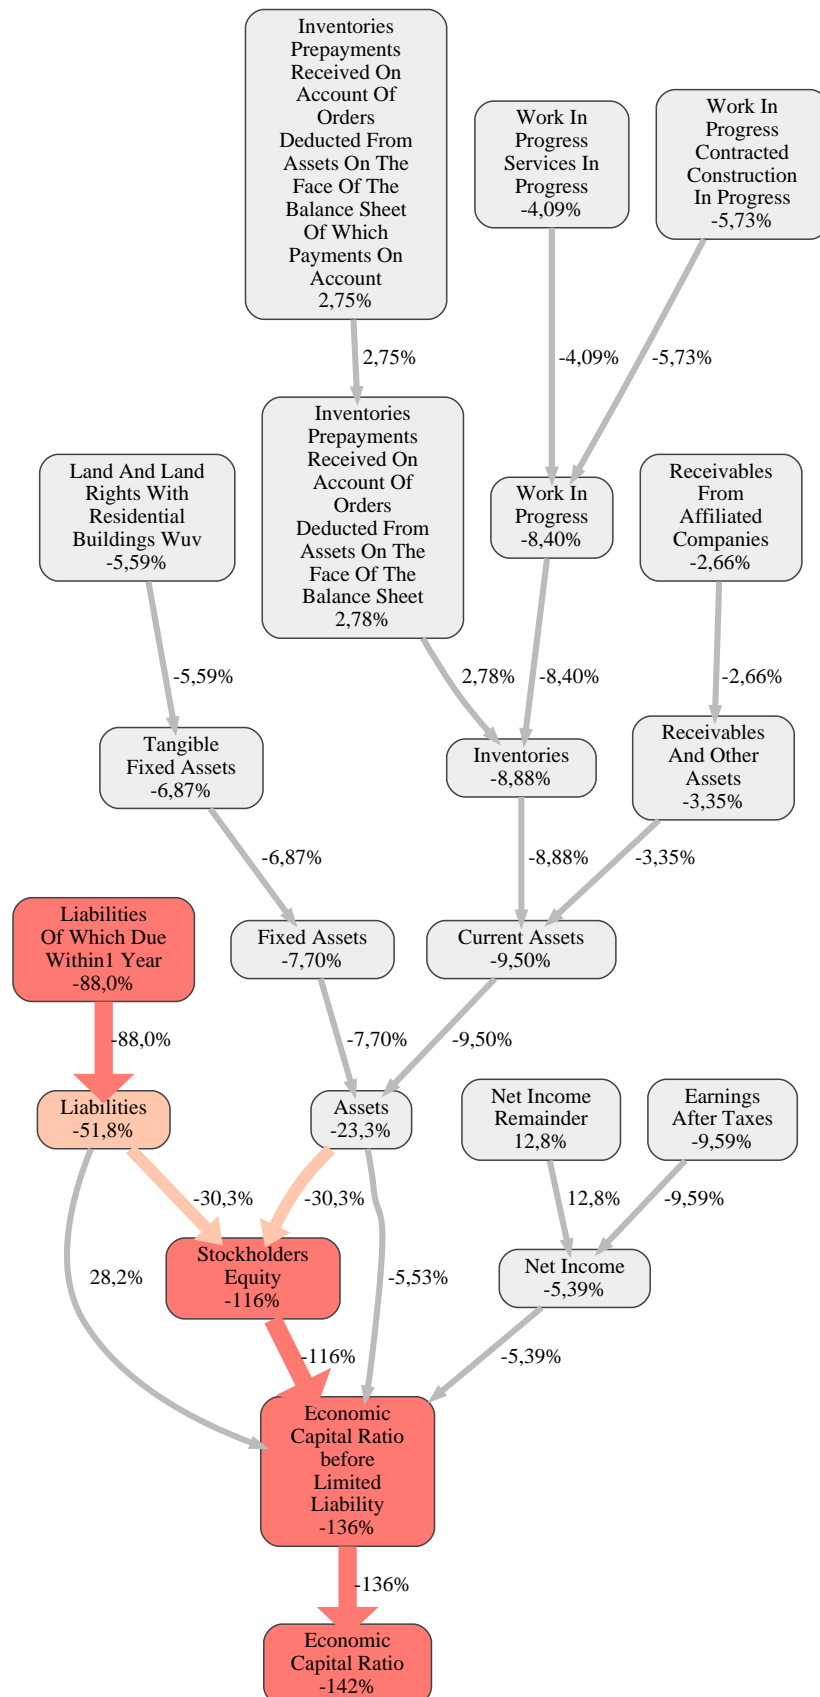 Inventories
Prepayments
Received On
Account Of
Orders
Deducted From
Assets On The
Face Of The
Balance Sheet
Of Which
Payments On
Account
2,75%
Work In
Progress
Services In
Progress
-4,09%
Work In
Progress
Contracted
Construction
In Progress
-5,73%
2,75%
-4,09%
-5,73%
Land And Land
Rights With
Residential
Buildings Wuv
-5,59%
Inventories
Prepayments
Received On
Account Of
Orders
Deducted From
Assets On The
Face Of The
Balance Sheet
2,78%
Work In
Progress
-8,40%
Receivables
From
Affiliated
Companies
-2,66%
-5,59%
2,78%
-8,40%
-2,66%
Tangible
Fixed Assets
-6,87%
Inventories
-8,88%
Receivables
And Other
Assets
-3,35%
-6,87%
-8,88%
-3,35%
Liabilities
Of Which Due
Within1 Year
-88,0%
Fixed Assets
-7,70%
Current Assets
-9,50%
-88,0%
-7,70%
-9,50%
Liabilities
-51,8%
Assets
-23,3%
Net Income
Remainder
12,8%
Earnings
After Taxes
-9,59%
-30,3%
-30,3%
12,8%
-9,59%
28,2%
Stockholders
Equity
-116%
-5,53%
Net Income
-5,39%
-116%
-5,39%
Economic
Capital Ratio
before
Limited
Liability
-136%
-136%
Economic
Capital Ratio
-142%